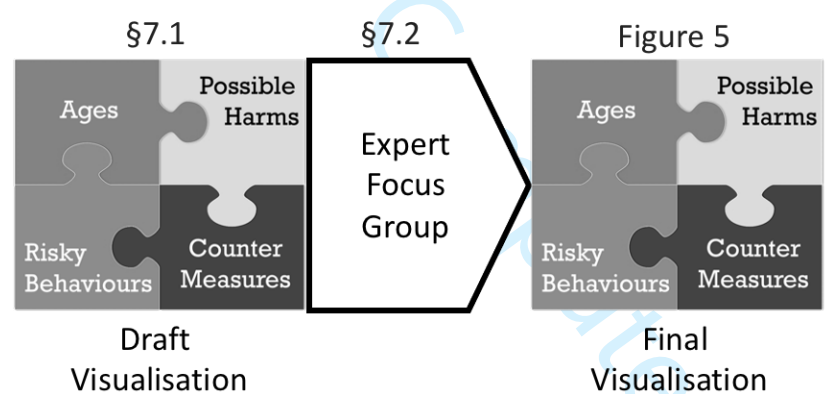 §7.1
§7.2
Figure 5
Ages
Possible
Harms
Risky
Behaviours
Counter
Measures
Expert
Focus
Group
Ages
Possible
Harms
Risky
Behaviours
Counter
Measures
Draft
Visualisation
Final
Visualisation